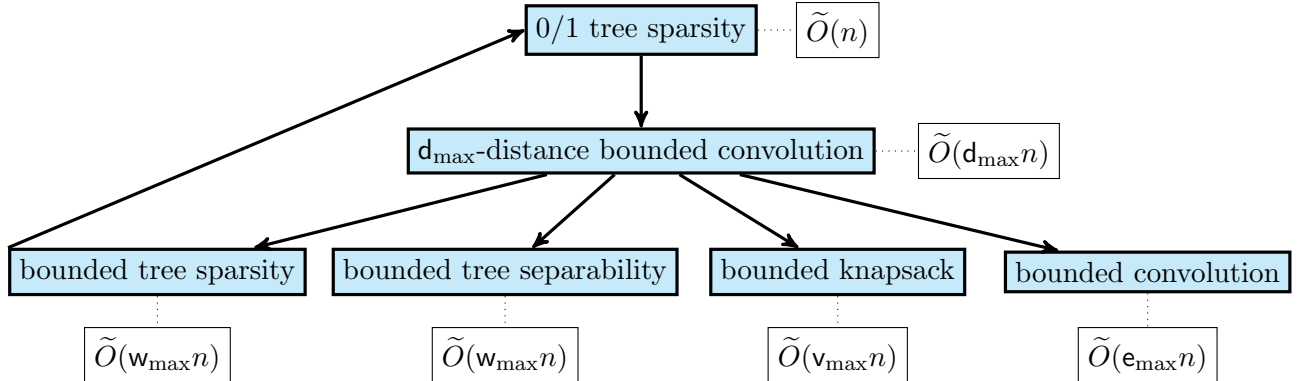 0/1 tree sparsity
Õ(n)
d_max-distance bounded convolution
Õ(d_max n)
bounded tree sparsity
bounded tree separability
bounded knapsack
bounded convolution
Õ(w_max n)
Õ(w_max n)
Õ(v_max n)
Õ(e_max n)